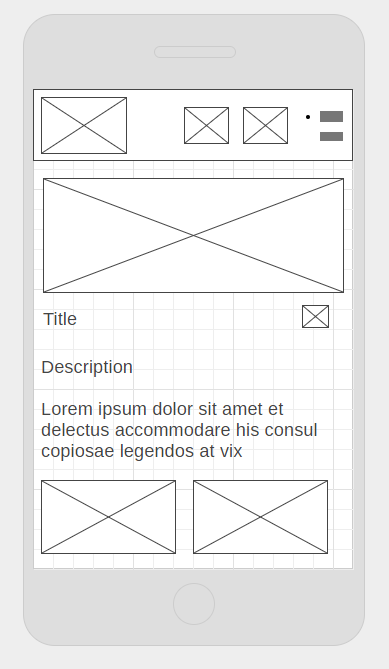 Title
Description
Lorem ipsum dolor sit amet et
delectus accommodare his consul
copiosae legendos at vix